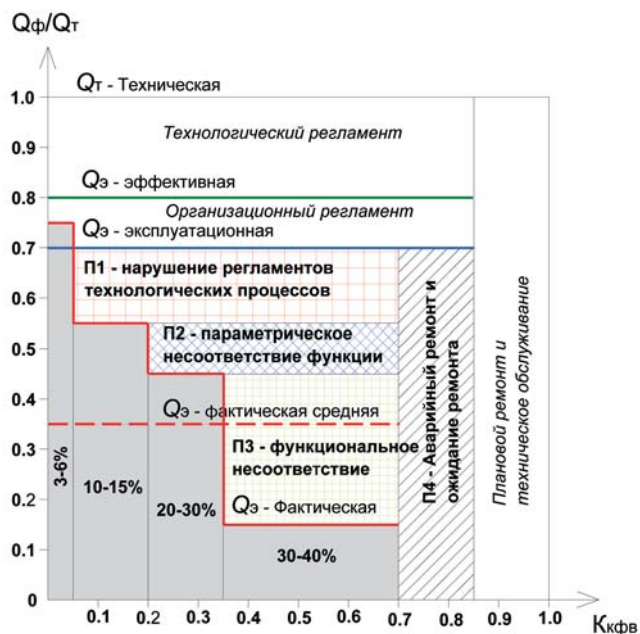 Qф/Qт
Qт - Техническая
1.0
Технологический регламент
0.9
Qэ - эффективная
0.8
Организационный регламент
Qэ - эксплуатационная
0.7
П1 - нарушение регламентов
технологических процессов
0.6
П2 - параметрическое
несоответствие функции
0.5
0.4
Qэ - фактическая средняя
П3 - функциональное
несоответствие
0.3
Qэ - Фактическая
0.2
0.1
0
3-6%
10-15%
20-30%
30-40%
П4 - Аварийный ремонт и
ожидание ремонта
Плановой ремонт и
техническое обслуживание
0.1 0.2 0.3 0.4 0.5 0.6 0.7 0.8 0.9 1.0
Kкфв